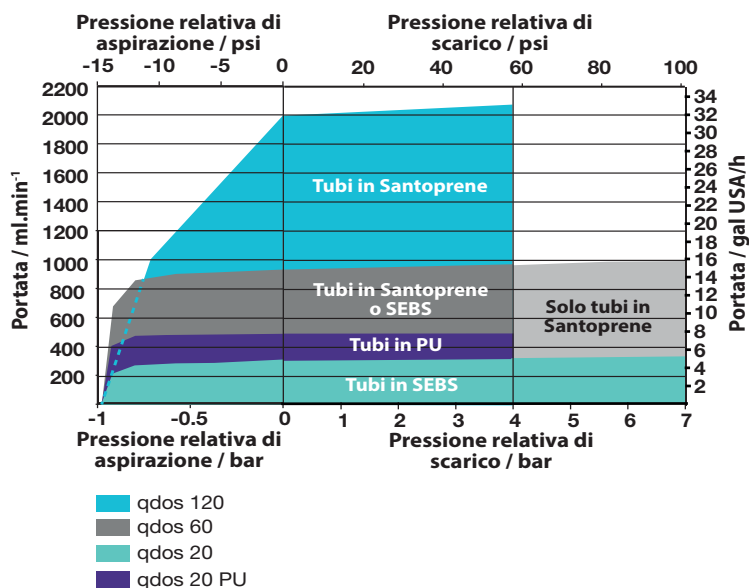 Pressione relativa di
aspirazione / psi
Pressione relativa di
scarico / psi
-15 -10 -5 0 20 40 60 80 100
Portata / ml.min⁻¹
2200
2000
1800
1600
1400
1200
1000
800
600
400
200
34
32
28
26
24
20
18
16
14
12
10
8
6
4
2
Portata / gal USA/h
Tubi in Santoprene
Tubi in Santoprene
o SEBS
Solo tubi in
Santoprene
Tubi in PU
Tubi in SEBS
-1 -0.5 0 1 2 3 4 5 6 7
Pressione relativa di
aspirazione / bar
Pressione relativa di
scarico / bar
qdos 120
qdos 60
qdos 20
qdos 20 PU